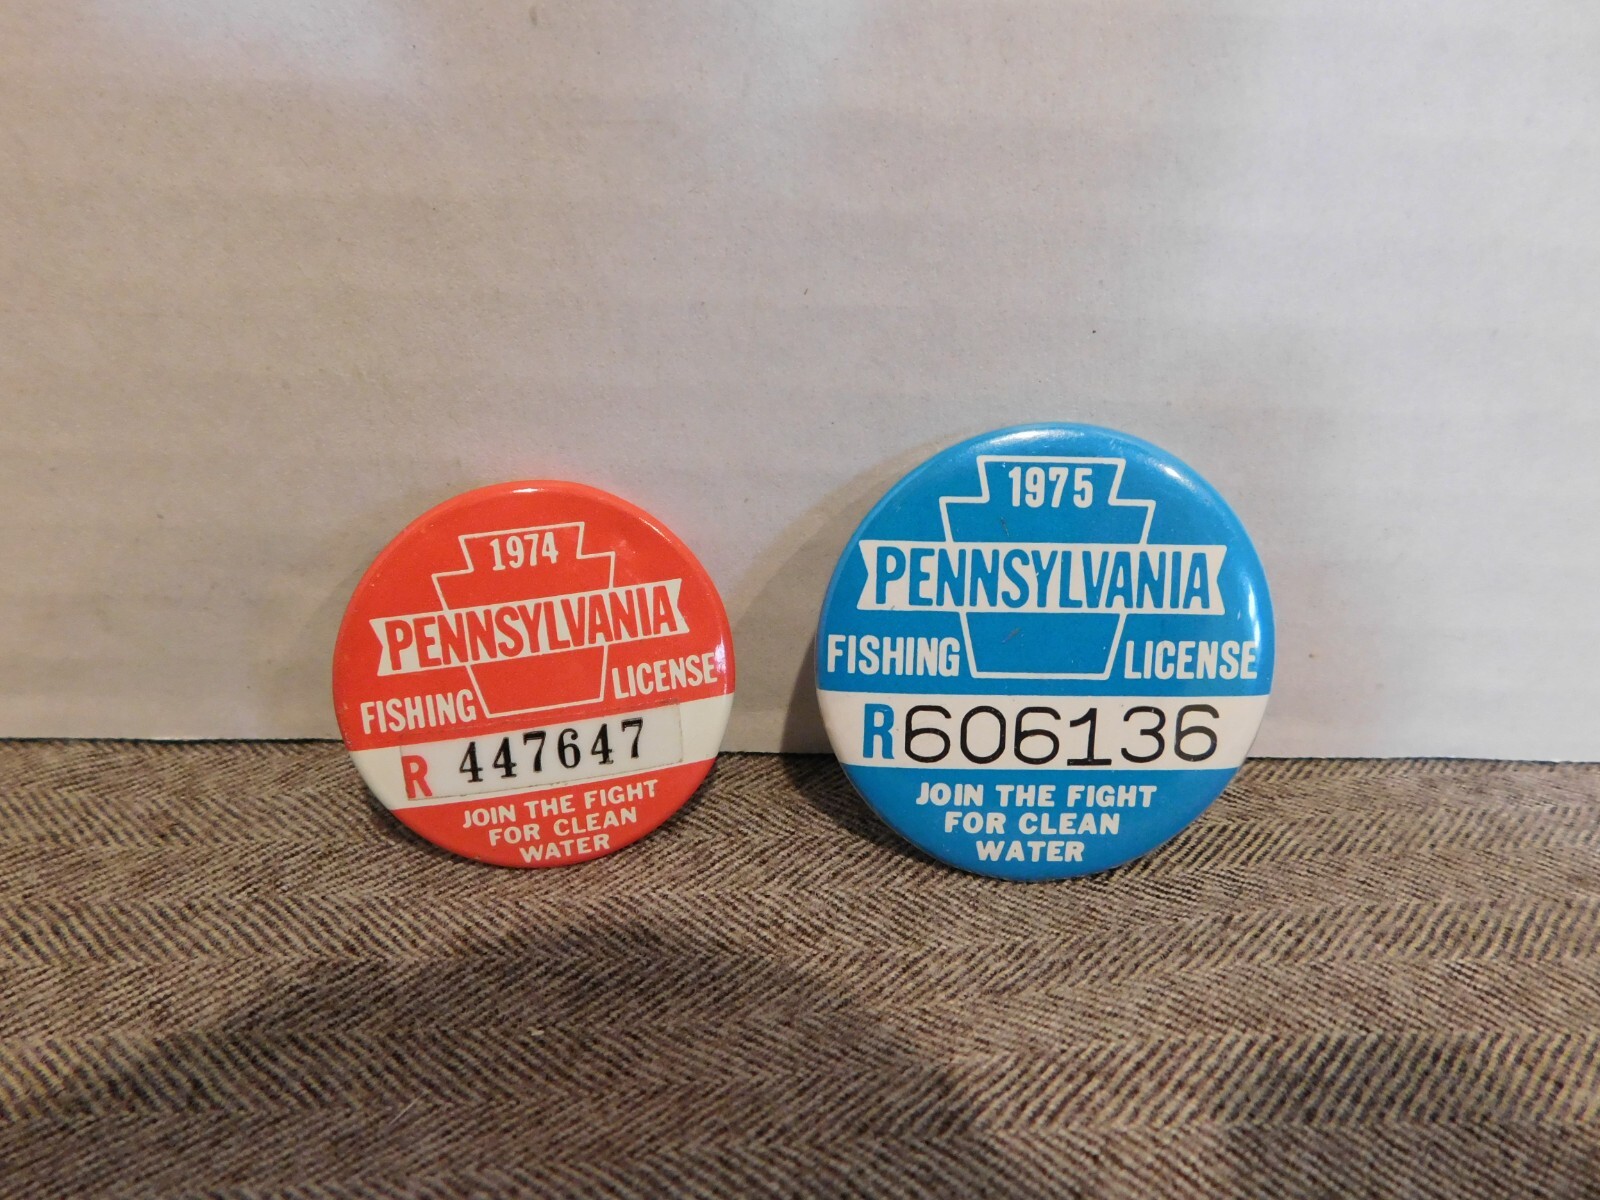 1974
PENNSYLVANIA
FISHING LICENSE
R 447647
JOIN THE FIGHT
FOR CLEAN
WATER
1975
PENNSYLVANIA
FISHING LICENSE
R606136
JOIN THE FIGHT
FOR CLEAN
WATER